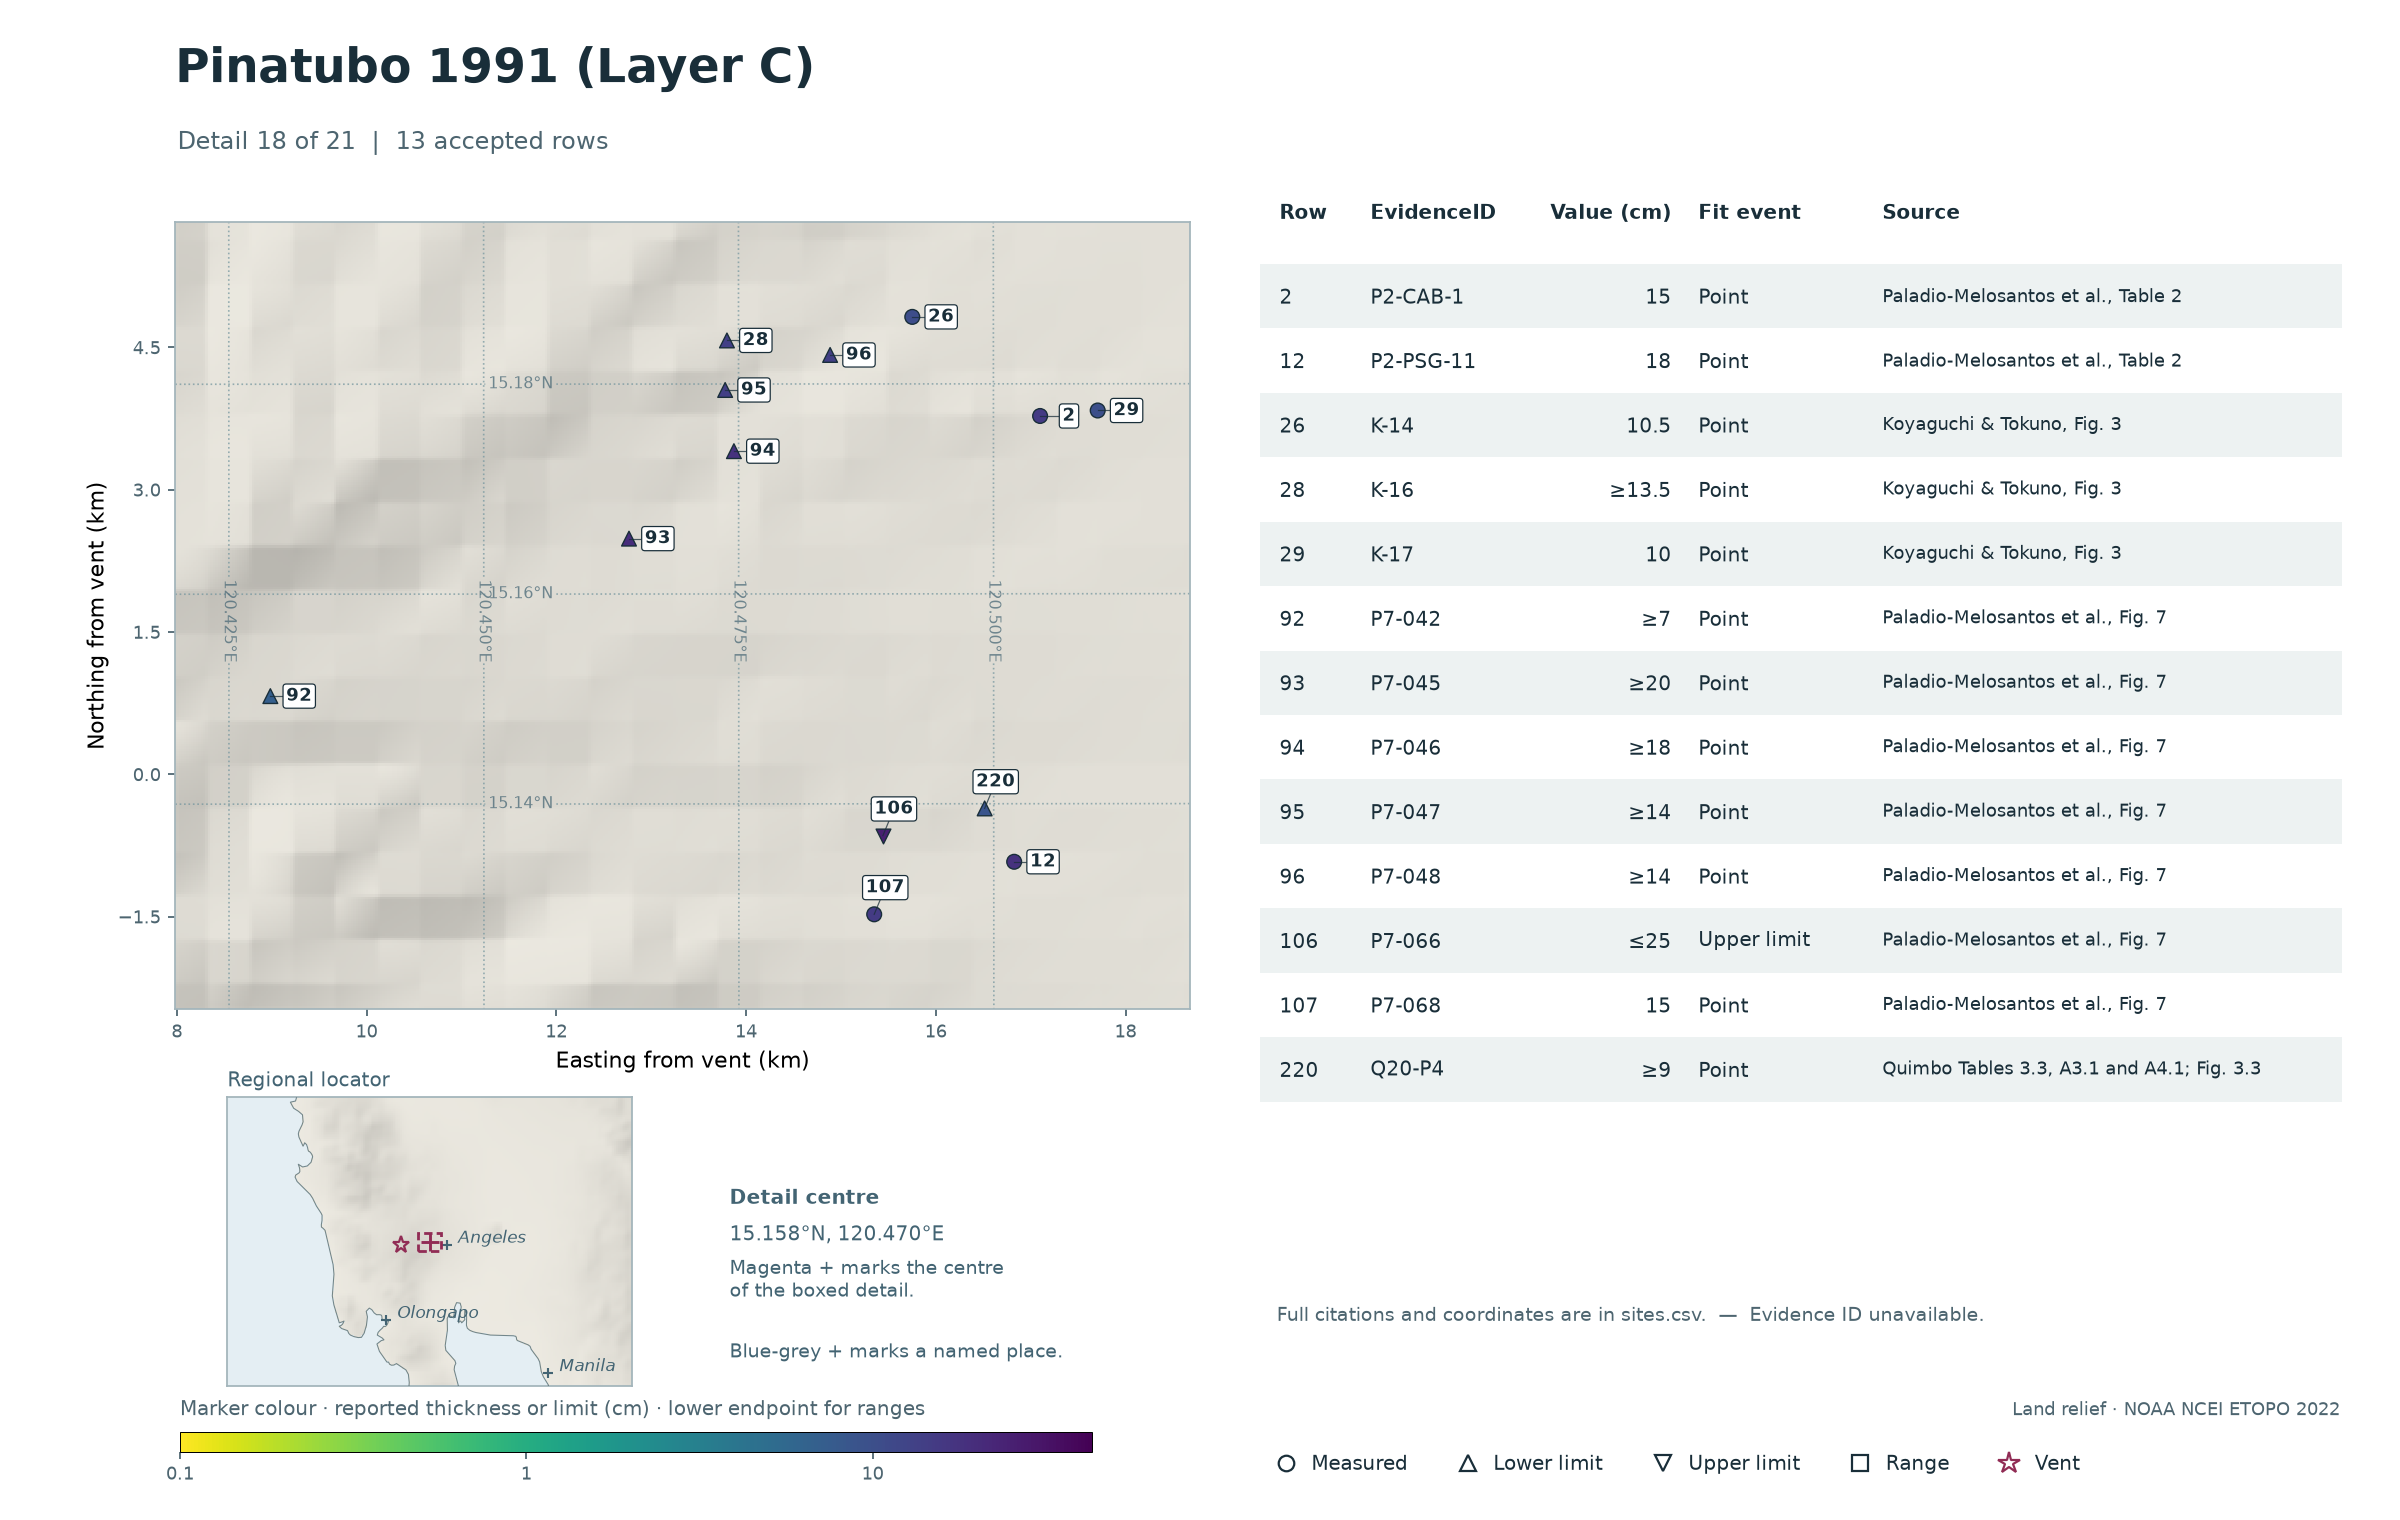 Pinatubo 1991 (Layer C)
Detail 18 of 21 | 13 accepted rows
Northing from vent (km)
4.5
3.0
1.5
0.0
−1.5
15.18°N
15.16°N
15.14°N
120.425°E
120.450°E
120.475°E
120.500°E
26
28
96
95
2
29
94
93
92
220
106
12
107
8 10 12 14 16 18
Easting from vent (km)
Row EvidenceID Value (cm) Fit event Source
2 P2-CAB-1 15 Point Paladio-Melosantos et al., Table 2
12 P2-PSG-11 18 Point Paladio-Melosantos et al., Table 2
26 K-14 10.5 Point Koyaguchi & Tokuno, Fig. 3
28 K-16 ≥13.5 Point Koyaguchi & Tokuno, Fig. 3
29 K-17 10 Point Koyaguchi & Tokuno, Fig. 3
92 P7-042 ≥7 Point Paladio-Melosantos et al., Fig. 7
93 P7-045 ≥20 Point Paladio-Melosantos et al., Fig. 7
94 P7-046 ≥18 Point Paladio-Melosantos et al., Fig. 7
95 P7-047 ≥14 Point Paladio-Melosantos et al., Fig. 7
96 P7-048 ≥14 Point Paladio-Melosantos et al., Fig. 7
106 P7-066 ≤25 Upper limit Paladio-Melosantos et al., Fig. 7
107 P7-068 15 Point Paladio-Melosantos et al., Fig. 7
220 Q20-P4 ≥9 Point Quimbo Tables 3.3, A3.1 and A4.1; Fig. 3.3
Regional locator
Angeles
Olongapo
Manila
Detail centre
15.158°N, 120.470°E
Magenta + marks the centre
of the boxed detail.
Blue-grey + marks a named place.
Full citations and coordinates are in sites.csv. — Evidence ID unavailable.
Marker colour · reported thickness or limit (cm) · lower endpoint for ranges
0.1 1 10
Land relief · NOAA NCEI ETOPO 2022
Measured Lower limit Upper limit Range Vent